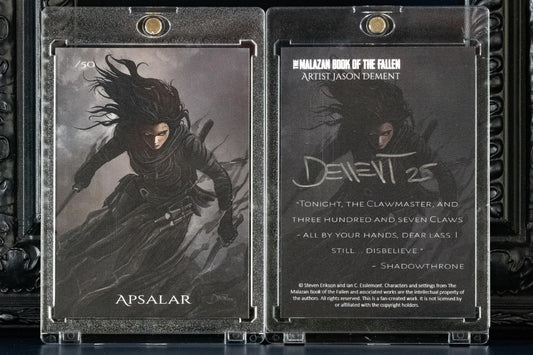 /50
APSALAR
THE MALAZAN BOOK OF THE FALLEN
ARTIST JASON DEMENT
DEMENT 25
"TONIGHT, THE CLAWMASTER, AND
THREE HUNDRED AND SEVEN CLAWS
- ALL BY YOUR HANDS, DEAR LASS. I
STILL... DISBELIEVE."
- SHADOWTHRONE
© Steven Erikson and Ian C. Esslemont. Characters and settings from The
Malazan Book of the Fallen and associated works are the intellectual property of
the authors. All rights reserved. This is a fan-created work. It is not licensed by
or affiliated with the copyright holders.